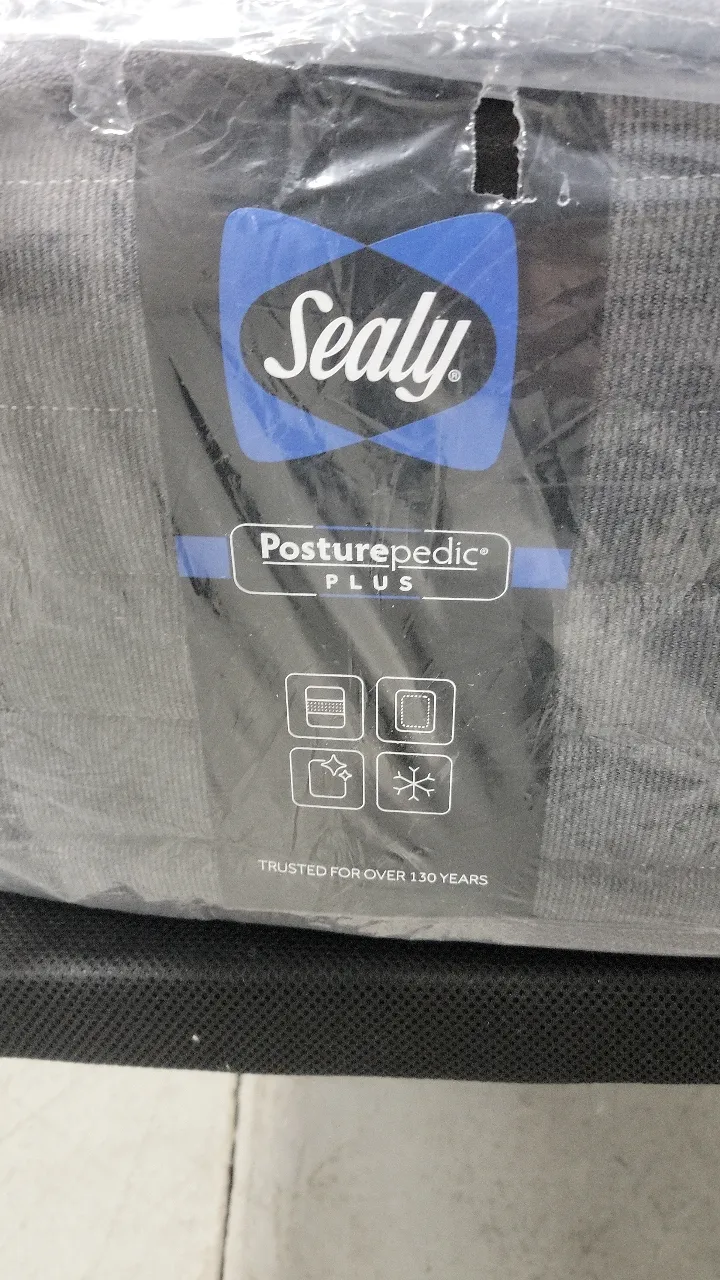 Sealy®
Posturepedic®
PLUS
TRUSTED FOR OVER 130 YEARS